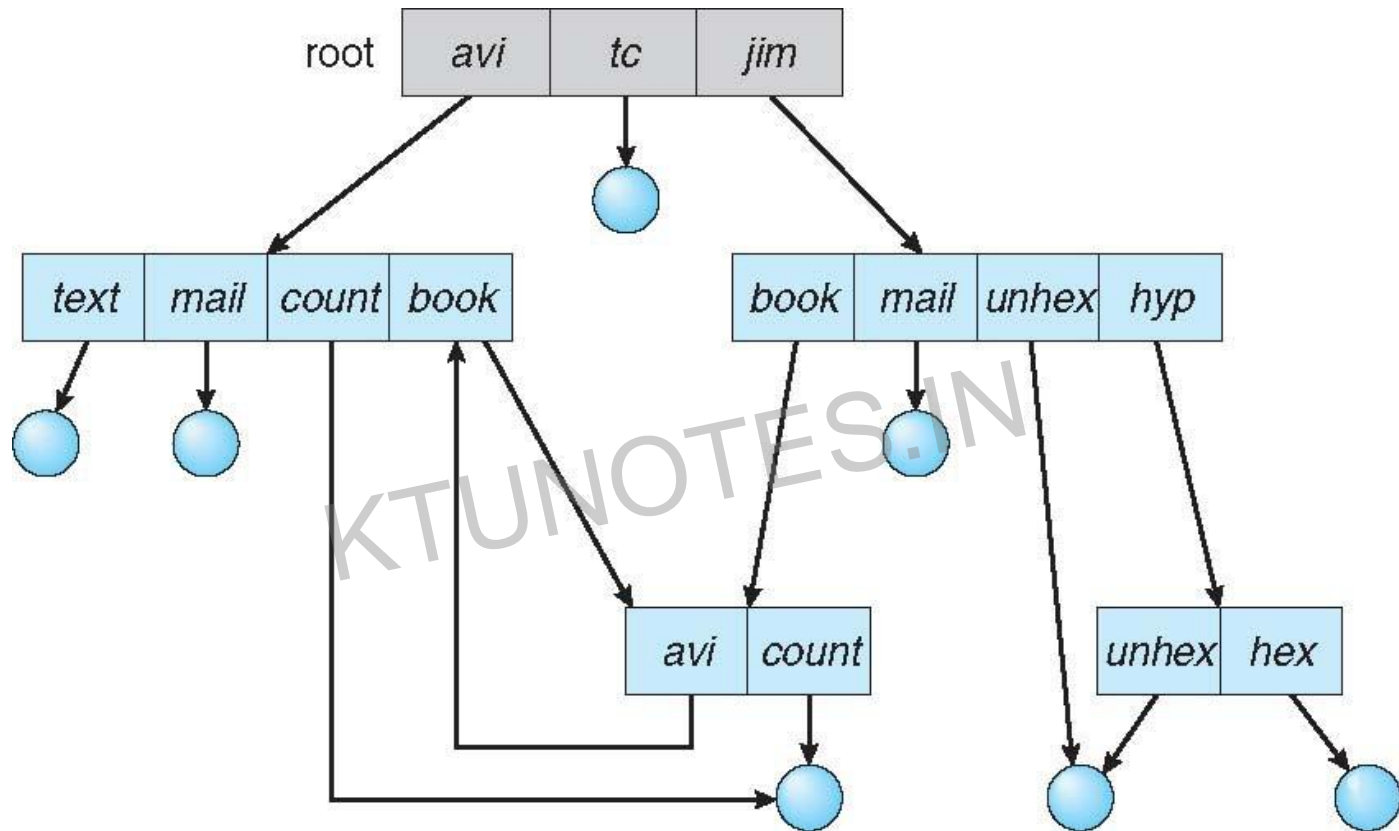 root avi tc jim
text mail count book book mail unhex hyp
KTUNOTES.IN
avi count unhex hex